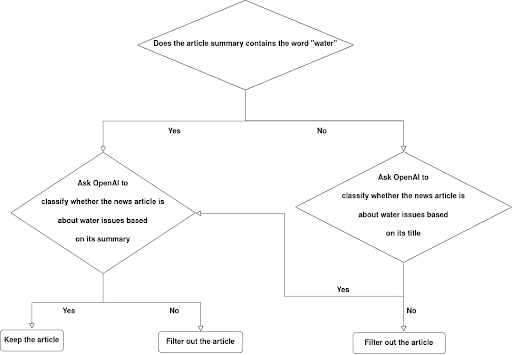 Does the article summary contains the word "water"
Yes
No
Ask OpenAI to
classify whether the news article is
about water issues based
on its summary
Ask OpenAI to
classify whether the news article is
about water issues based
on its title
Yes
Yes
No
No
Keep the article
Filter out the article
Filter out the article